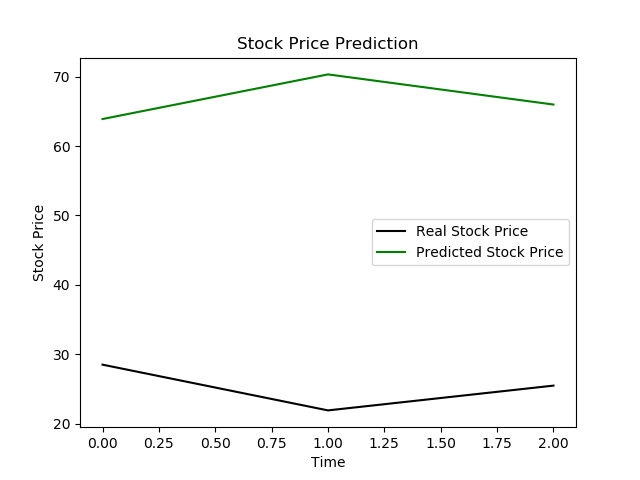 Stock Price Prediction
70
60
50
40
30
20
Stock Price
Real Stock Price
Predicted Stock Price
0.00 0.25 0.50 0.75 1.00 1.25 1.50 1.75 2.00
Time